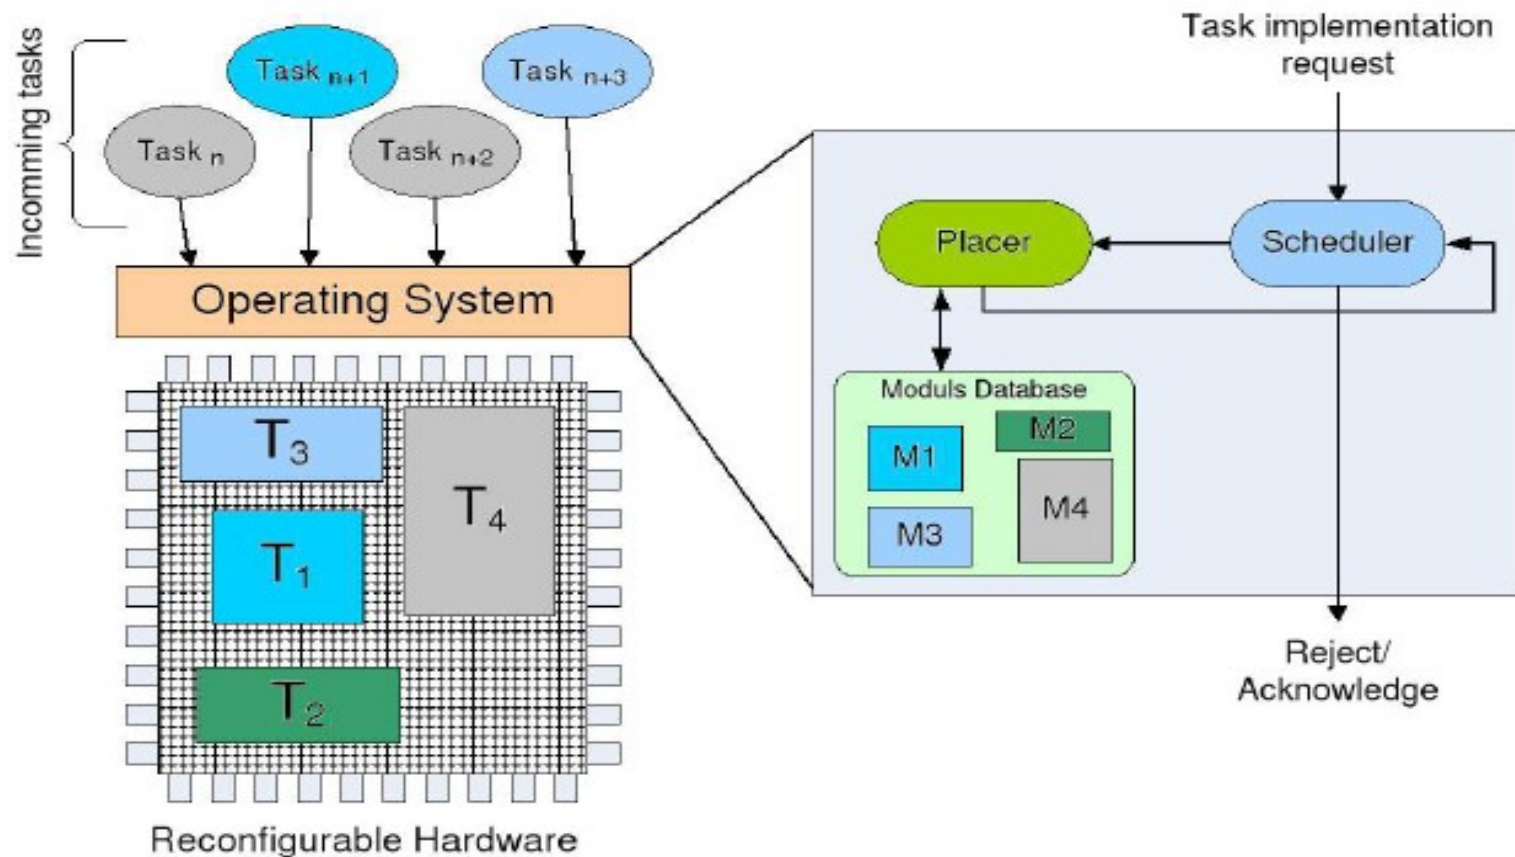 Incomming tasks
Task n
Task n+1
Task n+2
Task n+3
Operating System
T3
T4
T1
T2
Reconfigurable Hardware
Task implementation
request
Placer
Scheduler
Moduls Database
M1
M2
M3
M4
Reject/
Acknowledge